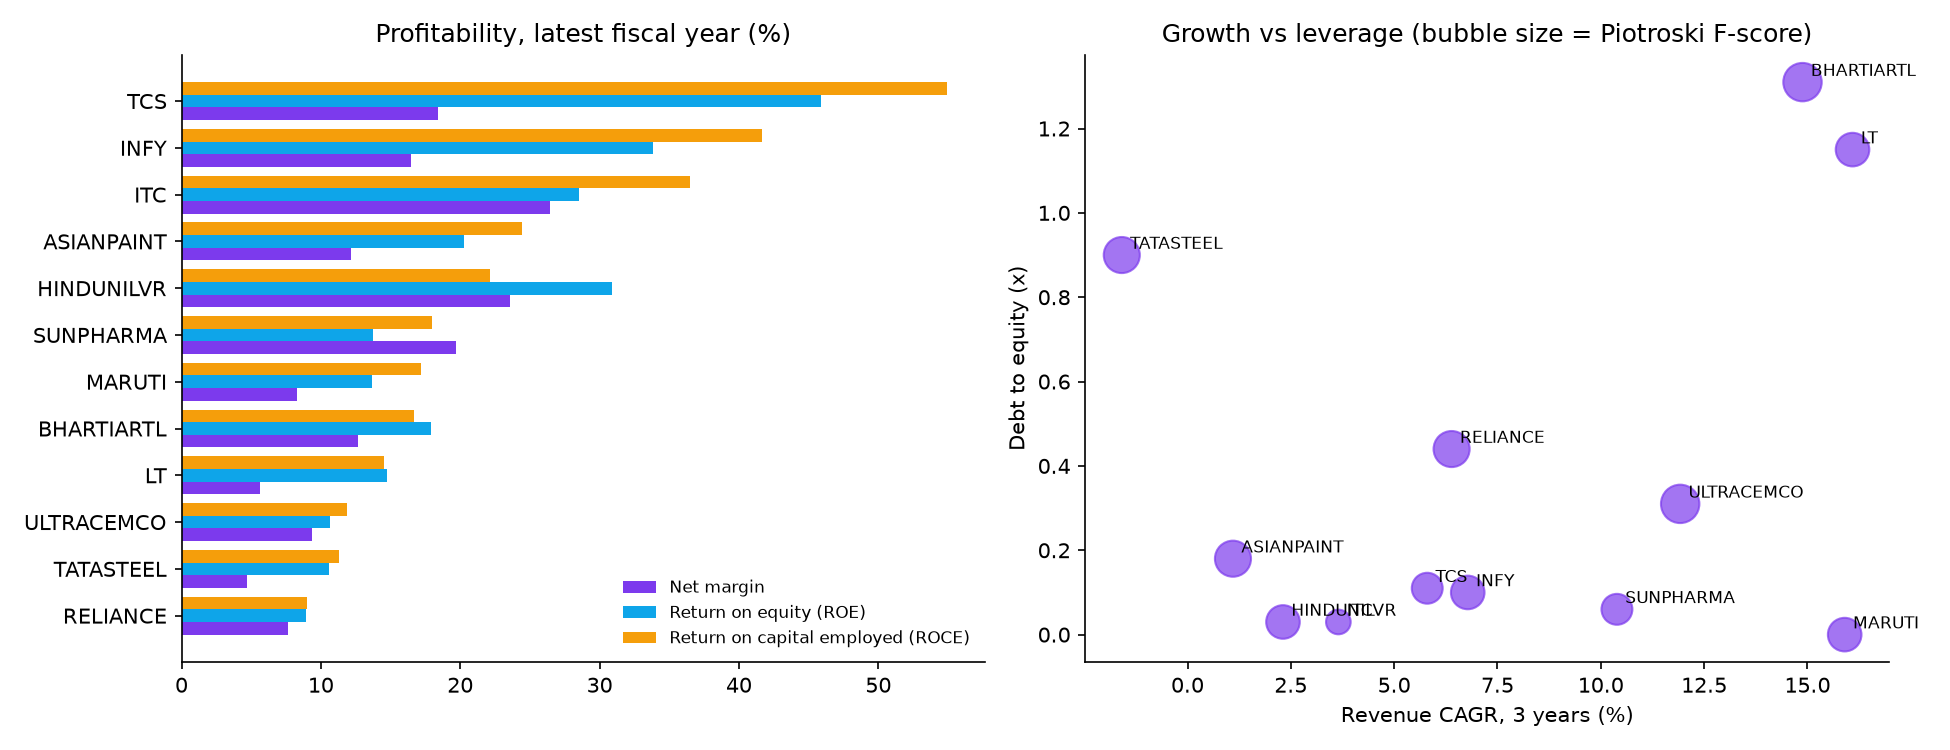 Profitability, latest fiscal year (%)
TCS
INFY
ITC
ASIANPAINT
HINDUNILVR
SUNPHARMA
MARUTI
BHARTIARTL
LT
ULTRACEMCO
TATASTEEL
RELIANCE
Net margin
Return on equity (ROE)
Return on capital employed (ROCE)
0 10 20 30 40 50
Growth vs leverage (bubble size = Piotroski F-score)
BHARTIARTL
LT
TATASTEEL
RELIANCE
ULTRACEMCO
ASIANPAINT
TCS
INFY
SUNPHARMA
HINDUNILVR
ITC
MARUTI
Debt to equity (x)
1.2
1.0
0.8
0.6
0.4
0.2
0.0
0.0 2.5 5.0 7.5 10.0 12.5 15.0
Revenue CAGR, 3 years (%)